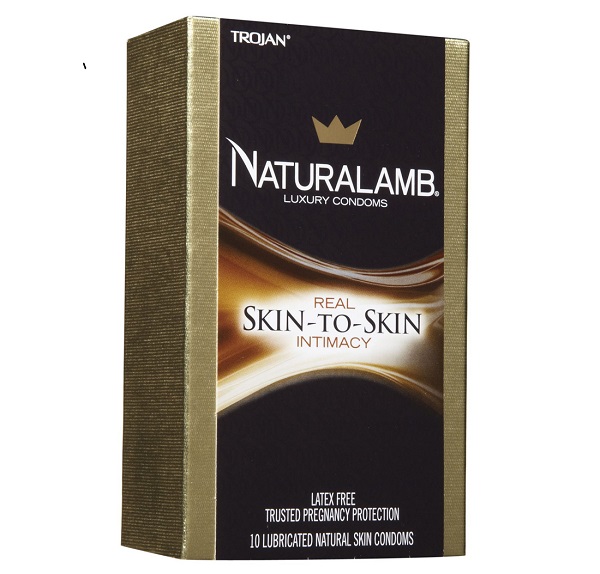 TROJAN®
NATURALAMB®
LUXURY CONDOMS
REAL
SKIN-TO-SKIN
INTIMACY
LATEX FREE
TRUSTED PREGNANCY PROTECTION
10 LUBRICATED NATURAL SKIN CONDOMS